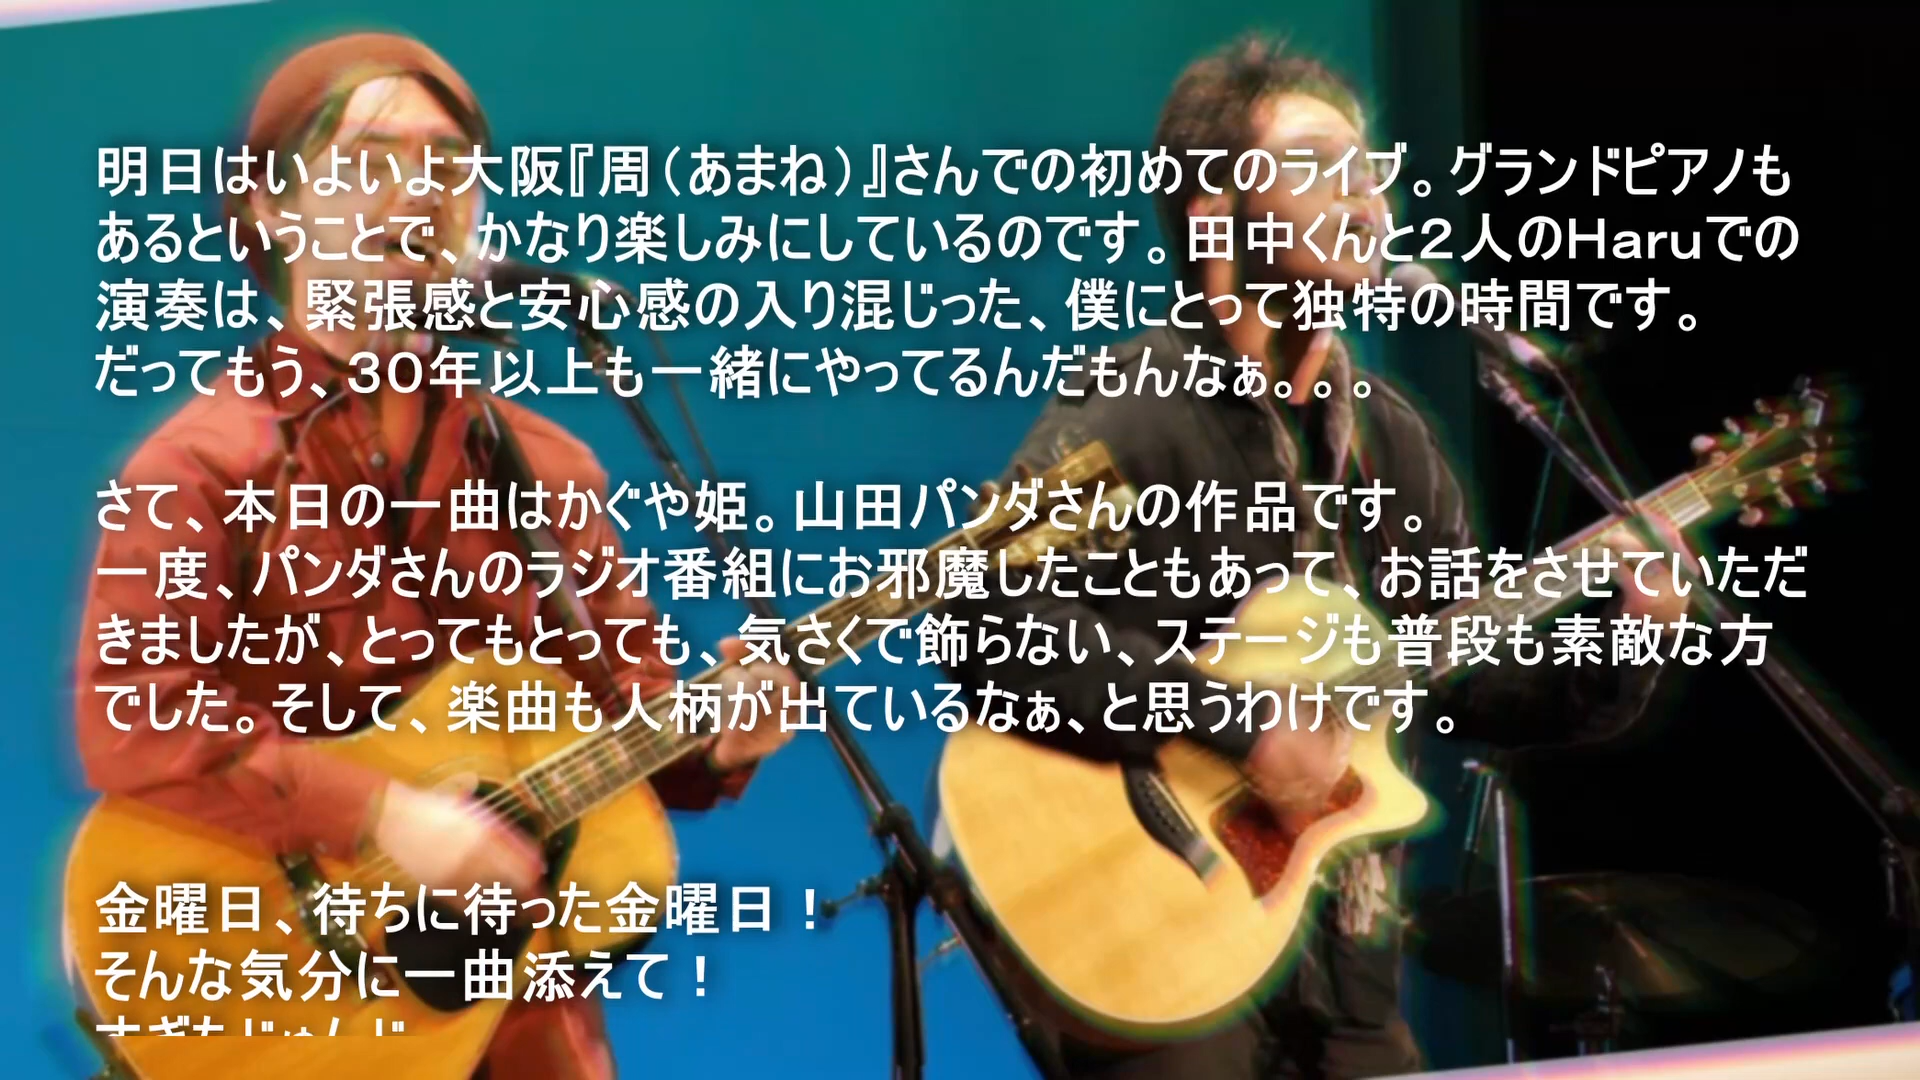 明日はいよいよ大阪『周（あまね）』さんでの初めてのライブ。グランドピアノも
あるということで、かなり楽しみにしているのです。田中くんと２人のHaruでの
演奏は、緊張感と安心感の入り混じった、僕にとって独特の時間です。
だってもう、３０年以上も一緒にやってるんだもんなぁ。。。
さて、本日の一曲はかぐや姫。山田パンダさんの作品です。
一度、パンダさんのラジオ番組にお邪魔したこともあって、お話をさせていただ
きましたが、とってもとっても、気さくで飾らない、ステージも普段も素敵な方
でした。そして、楽曲も人柄が出ているなぁ、と思うわけです。
金曜日、待ちに待った金曜日！
そんな気分に一曲添えて！